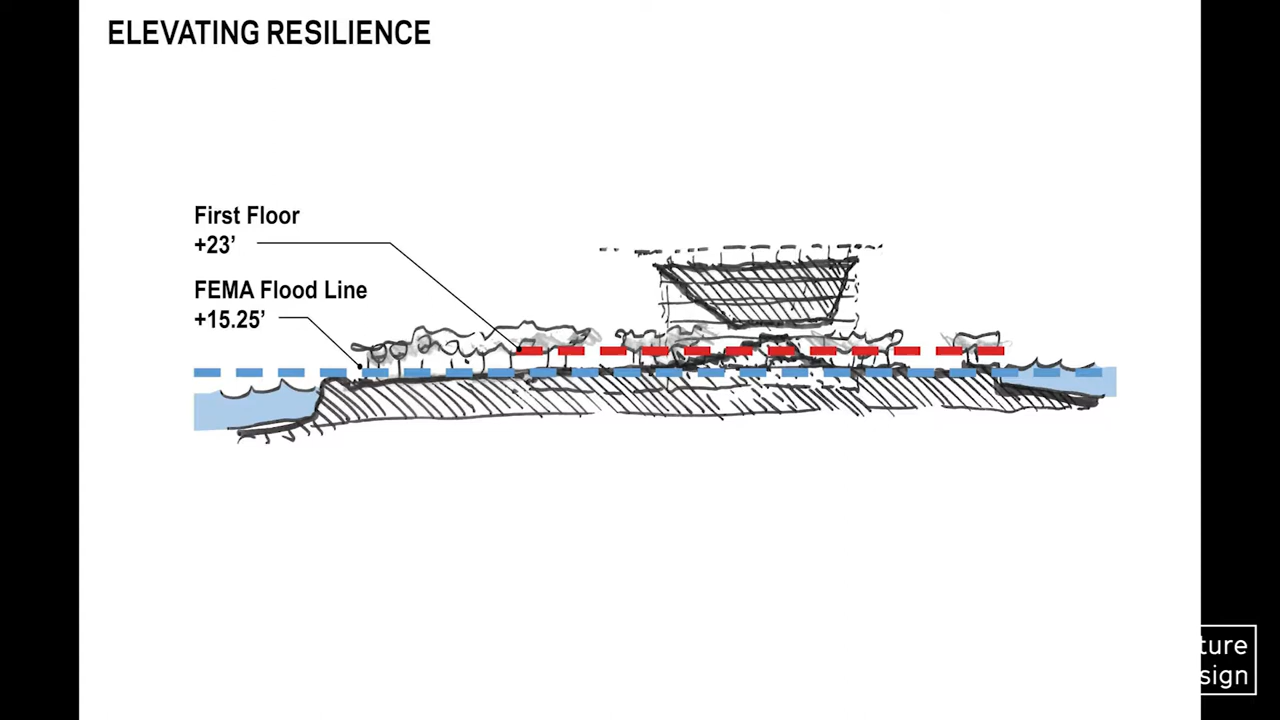 ELEVATING RESILIENCE
First Floor
+23’
FEMA Flood Line
+15.25’
ture
sign